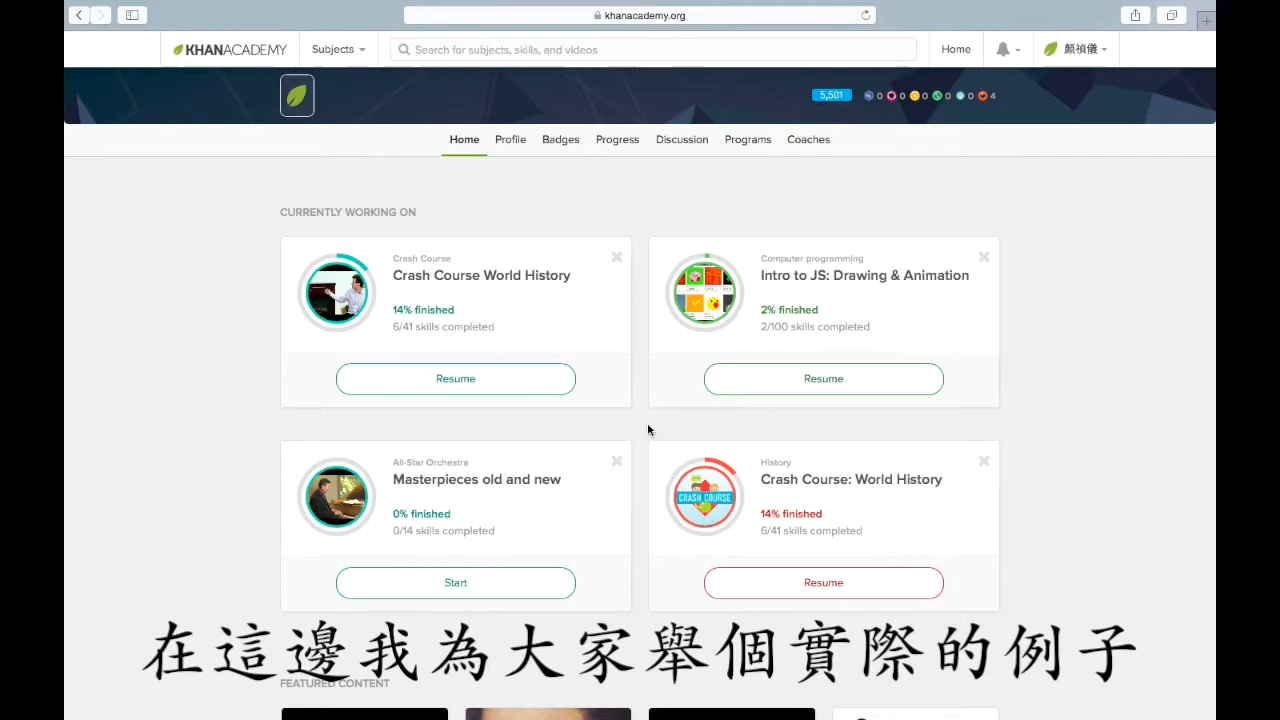 khanacademy.org
KHANACADEMY
Subjects
Search for subjects, skills, and videos
Home
顏禎儀
5,501
0 0 0 0 0 4
Home Profile Badges Progress Discussion Programs Coaches
CURRENTLY WORKING ON
Crash Course
Crash Course World History
14% finished
6/41 skills completed
Resume
Computer programming
Intro to JS: Drawing & Animation
2% finished
2/100 skills completed
Resume
All-Star Orchestra
Masterpieces old and new
0% finished
0/14 skills completed
Start
History
CRASH COURSE
Crash Course: World History
14% finished
6/41 skills completed
Resume
在這邊我為大家舉個實際的例子
FEATURED CONTENT